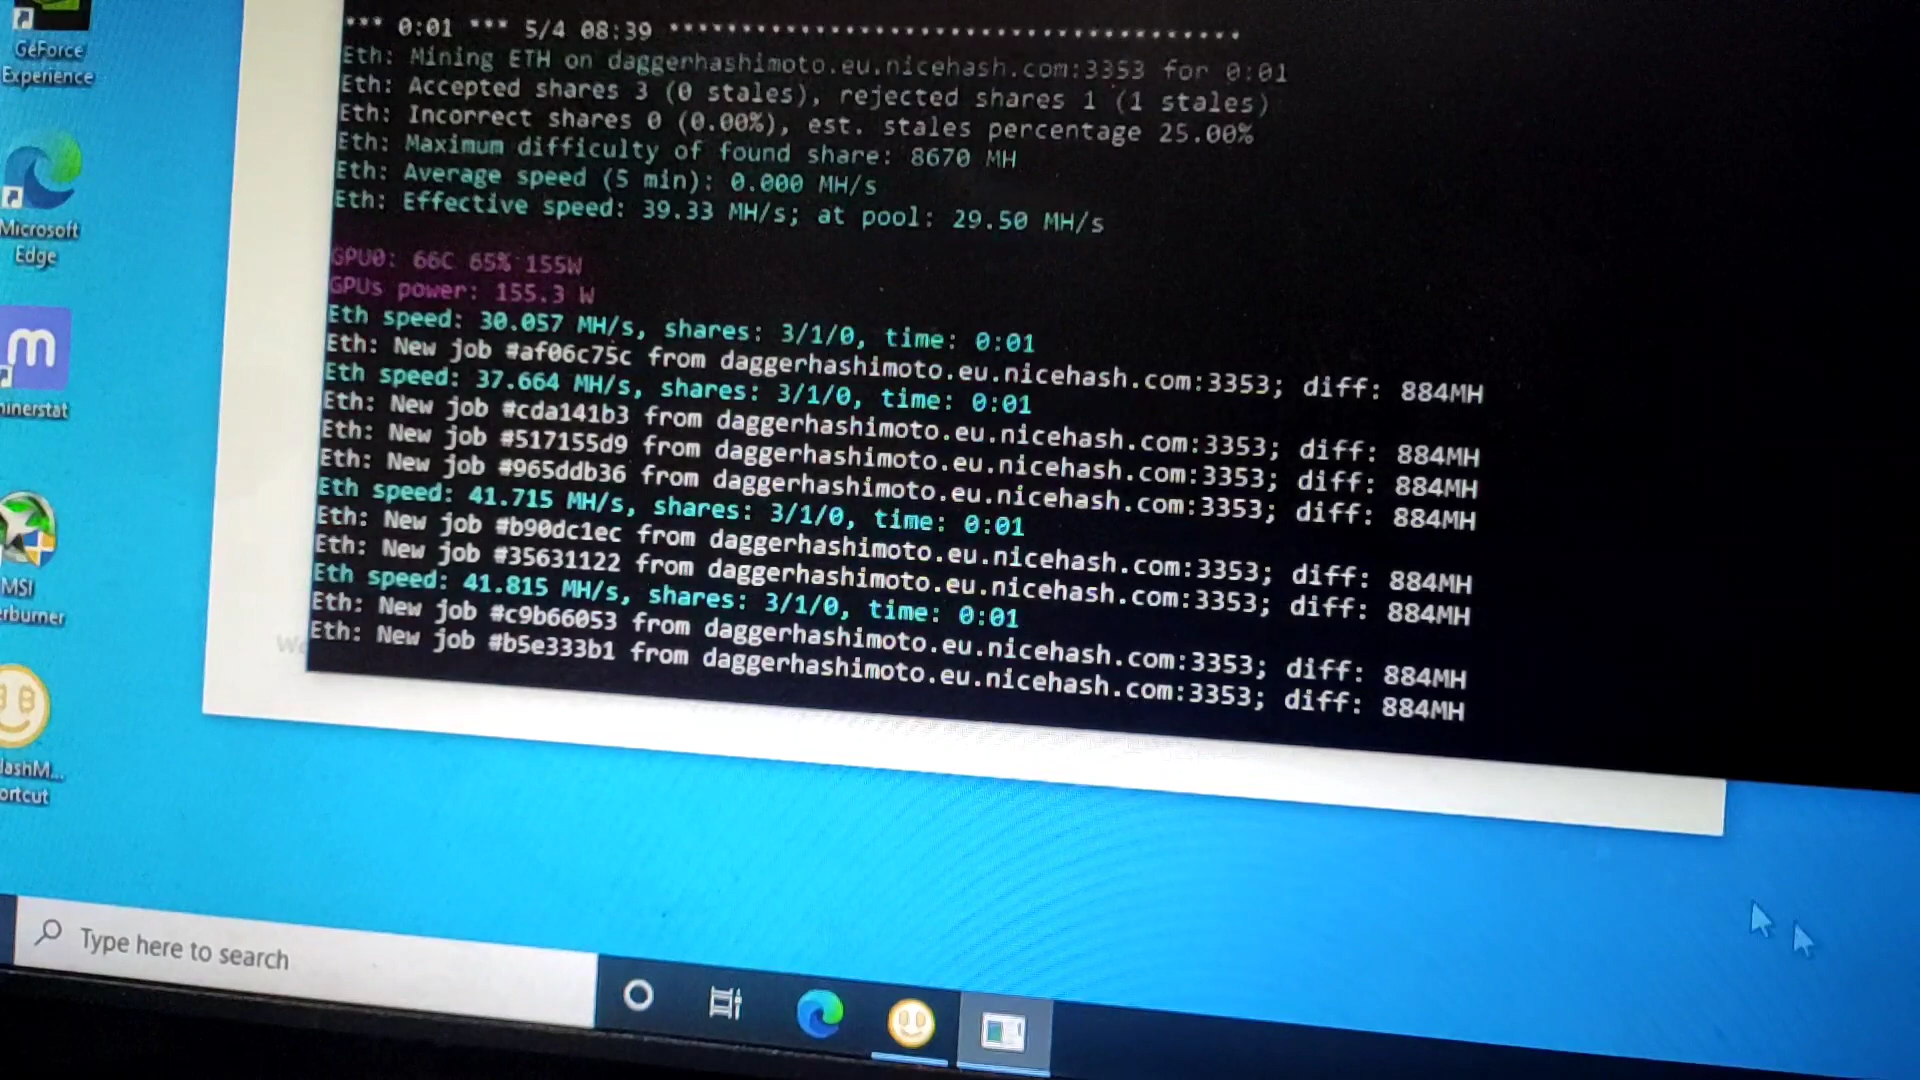 *** 0:01 *** 5/4 08:39 **************************************
Eth: Mining ETH on daggerhashimoto.eu.nicehash.com:3353 for 0:01
Eth: Accepted shares 3 (0 stales), rejected shares 1 (1 stales)
Eth: Incorrect shares 0 (0.00%), est. stales percentage 25.00%
Eth: Maximum difficulty of found share: 8670 MH
Eth: Average speed (5 min): 0.000 MH/s
Eth: Effective speed: 39.33 MH/s; at pool: 29.50 MH/s
GPU0: 66C 65% 155W
GPUs power: 155.3 W
Eth speed: 30.057 MH/s, shares: 3/1/0, time: 0:01
Eth: New job #af06c75c from daggerhashimoto.eu.nicehash.com:3353; diff: 884MH
Eth speed: 37.664 MH/s, shares: 3/1/0, time: 0:01
Eth: New job #cda141b3 from daggerhashimoto.eu.nicehash.com:3353; diff: 884MH
Eth: New job #517155d9 from daggerhashimoto.eu.nicehash.com:3353; diff: 884MH
Eth: New job #965ddb36 from daggerhashimoto.eu.nicehash.com:3353; diff: 884MH
Eth speed: 41.715 MH/s, shares: 3/1/0, time: 0:01
Eth: New job #b90dc1ec from daggerhashimoto.eu.nicehash.com:3353; diff: 884MH
Eth: New job #35631122 from daggerhashimoto.eu.nicehash.com:3353; diff: 884MH
Eth speed: 41.815 MH/s, shares: 3/1/0, time: 0:01
Eth: New job #c9b66053 from daggerhashimoto.eu.nicehash.com:3353; diff: 884MH
Eth: New job #b5e333b1 from daggerhashimoto.eu.nicehash.com:3353; diff: 884MH
GeForce
Experience
Microsoft
Edge
m
inerstat
MSI
erburner
lashM...
ortcut
Type here to search